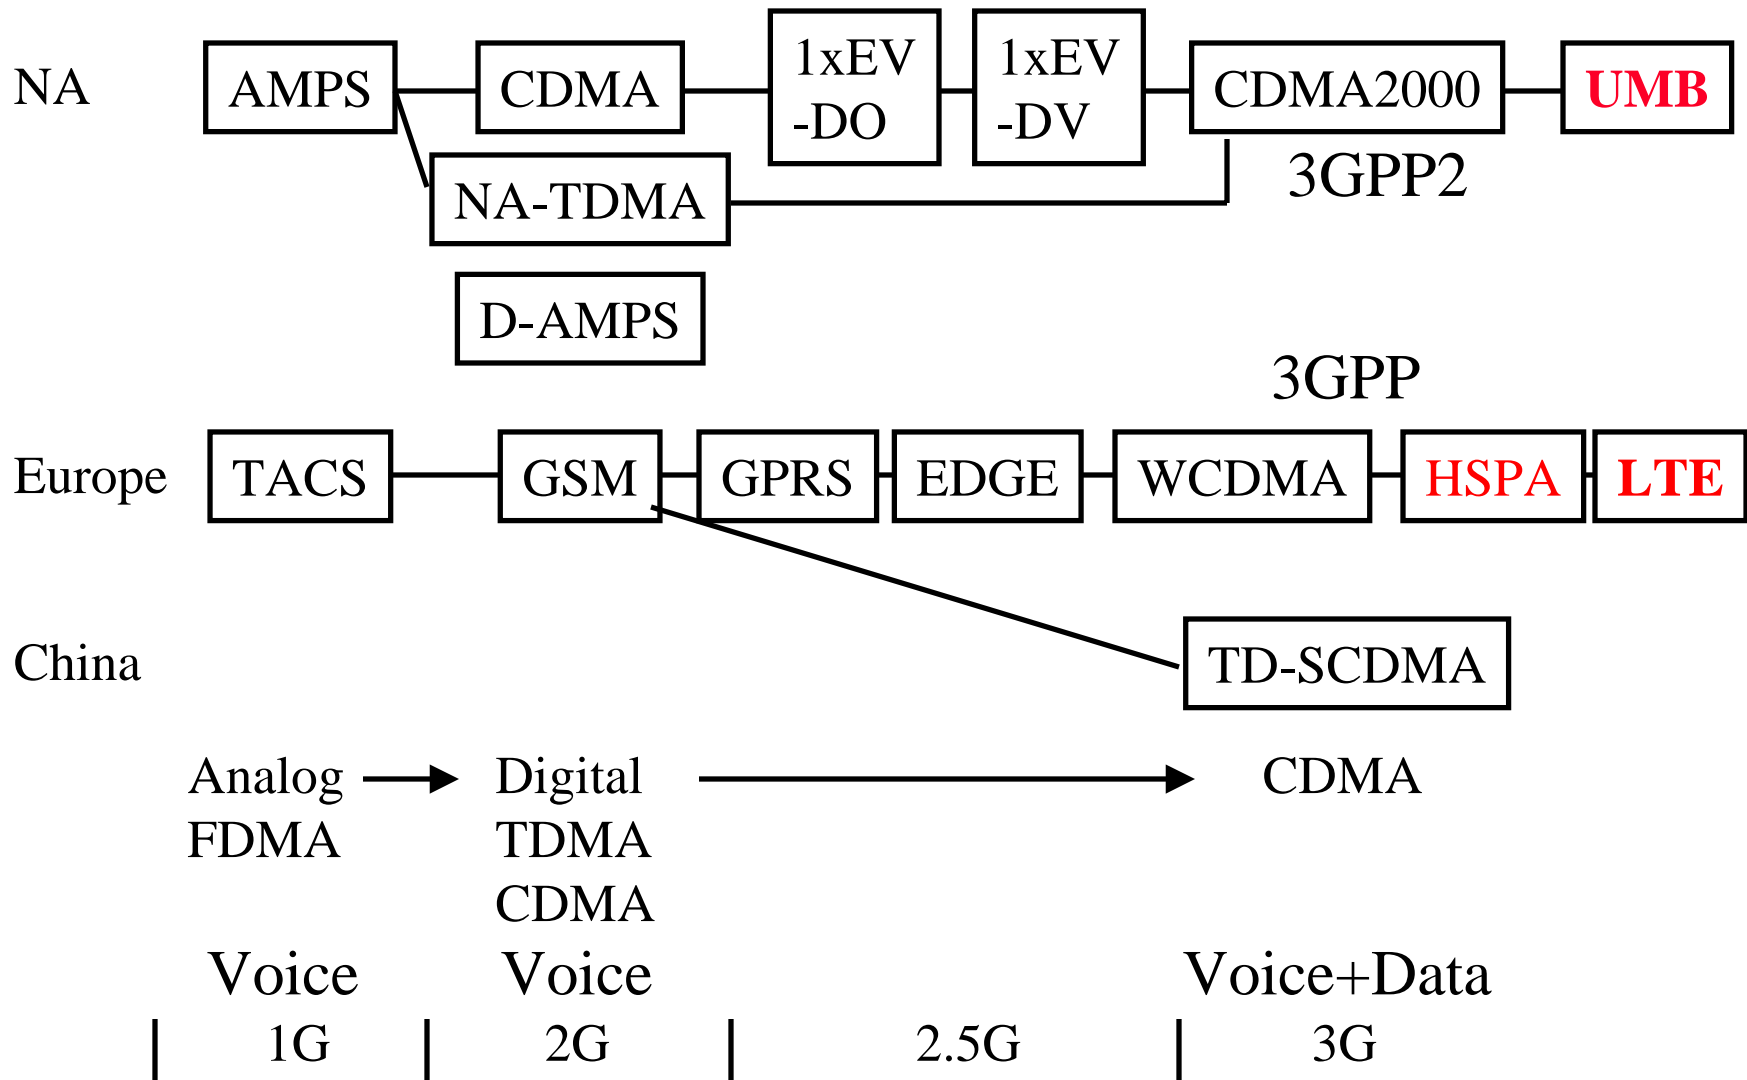 NA
AMPS
CDMA
1xEV
-DO
1xEV
-DV
CDMA2000
UMB
NA-TDMA
3GPP2
D-AMPS
3GPP
Europe
TACS
GSM
GPRS
EDGE
WCDMA
HSPA
LTE
China
TD-SCDMA
Analog
FDMA
Digital
TDMA
CDMA
CDMA
Voice
Voice
Voice+Data
1G
2G
2.5G
3G